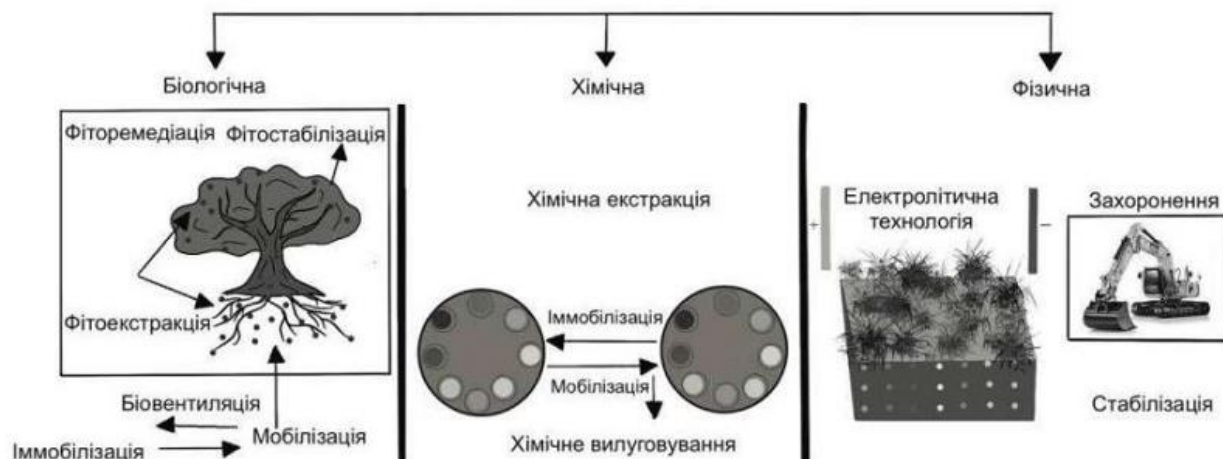 Біологічна
Хімічна
Фізична
Фіторемедіація Фітостабілізація
Фітоекстракція
Біовентиляція
Мобілізація
Іммобілізація
Хімічна екстракція
Іммобілізація
Мобілізація
Хімічне вилуговування
+
Електролітична
технологія
−
Захоронення
Стабілізація